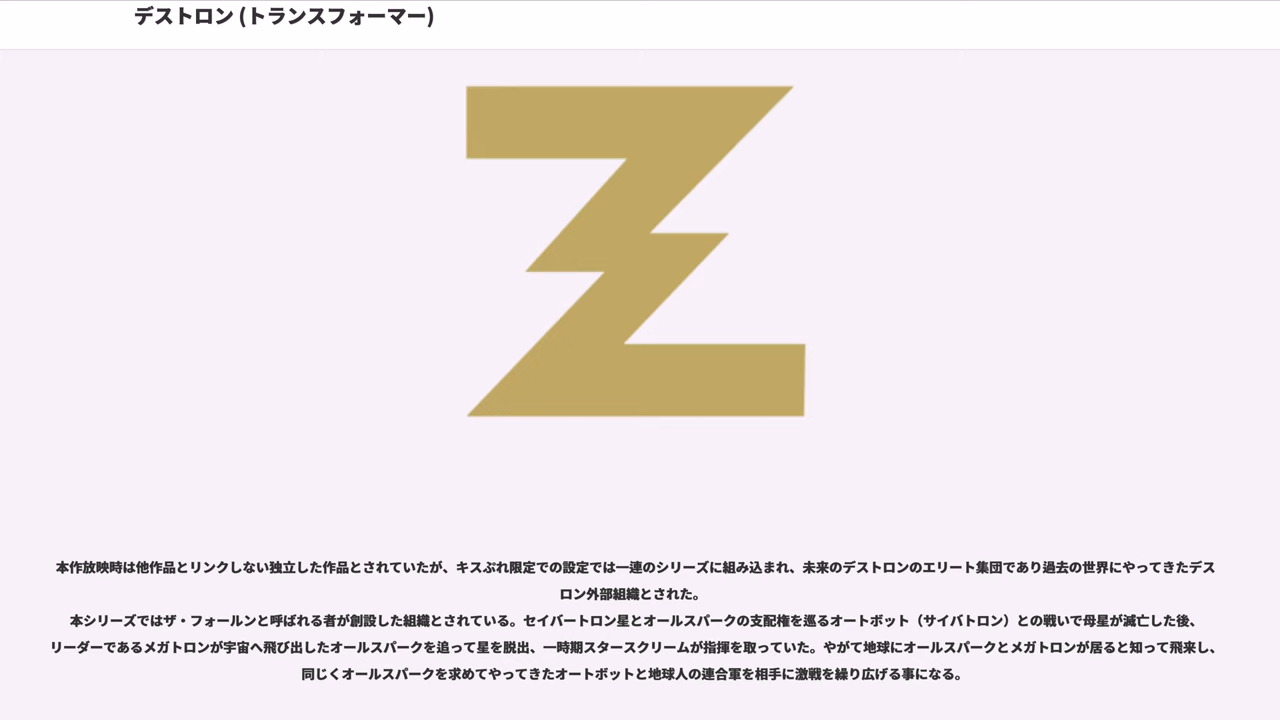 デストロン (トランスフォーマー)
本作放映時は他作品とリンクしない独立した作品とされていたが、キスぷれ限定での設定では一連のシリーズに組み込まれ、未来のデストロンのエリート集団であり過去の世界にやってきたデス
ロン外部組織とされた。
本シリーズではザ・フォールンと呼ばれる者が創設した組織とされている。セイバートロン星とオールスパークの支配権を巡るオートボット（サイバトロン）との戦いで母星が滅亡した後、
リーダーであるメガトロンが宇宙へ飛び出したオールスパークを追って星を脱出、一時期スタースクリームが指揮を取っていた。やがて地球にオールスパークとメガトロンが居ると知って飛来し、
同じくオールスパークを求めてやってきたオートボットと地球人の連合軍を相手に激戦を繰り広げる事になる。